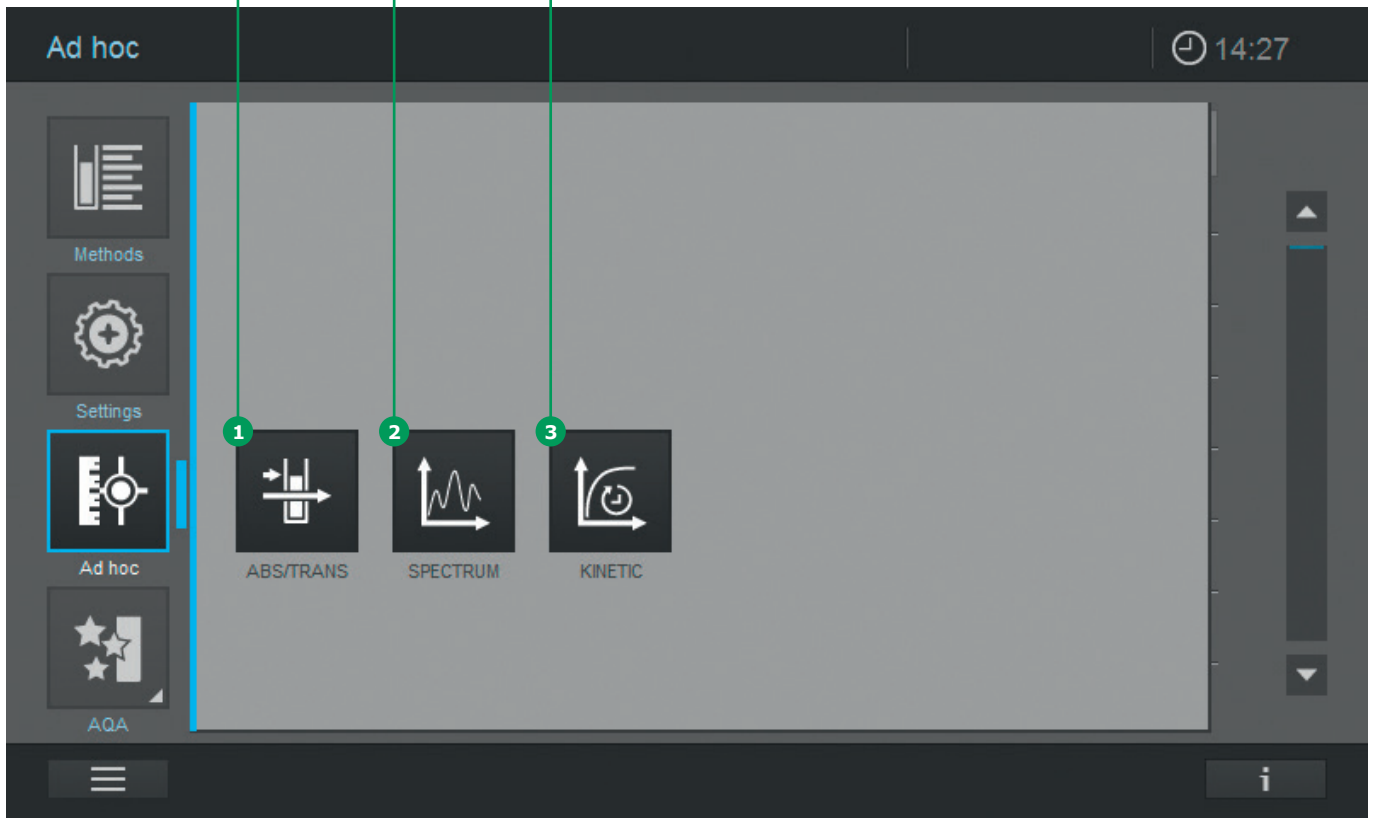 Ad hoc
14:27
Methods
Settings
1 2 3
Ad hoc
ABS/TRANS SPECTRUM KINETIC
AQA
i